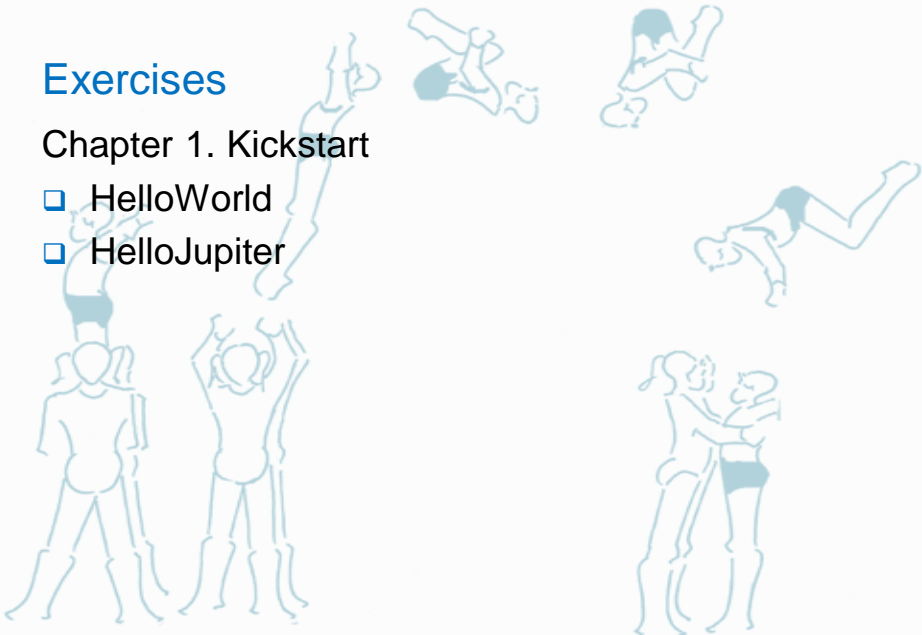 Exercises
Chapter 1. Kickstart
❑ HelloWorld
❑ HelloJupiter